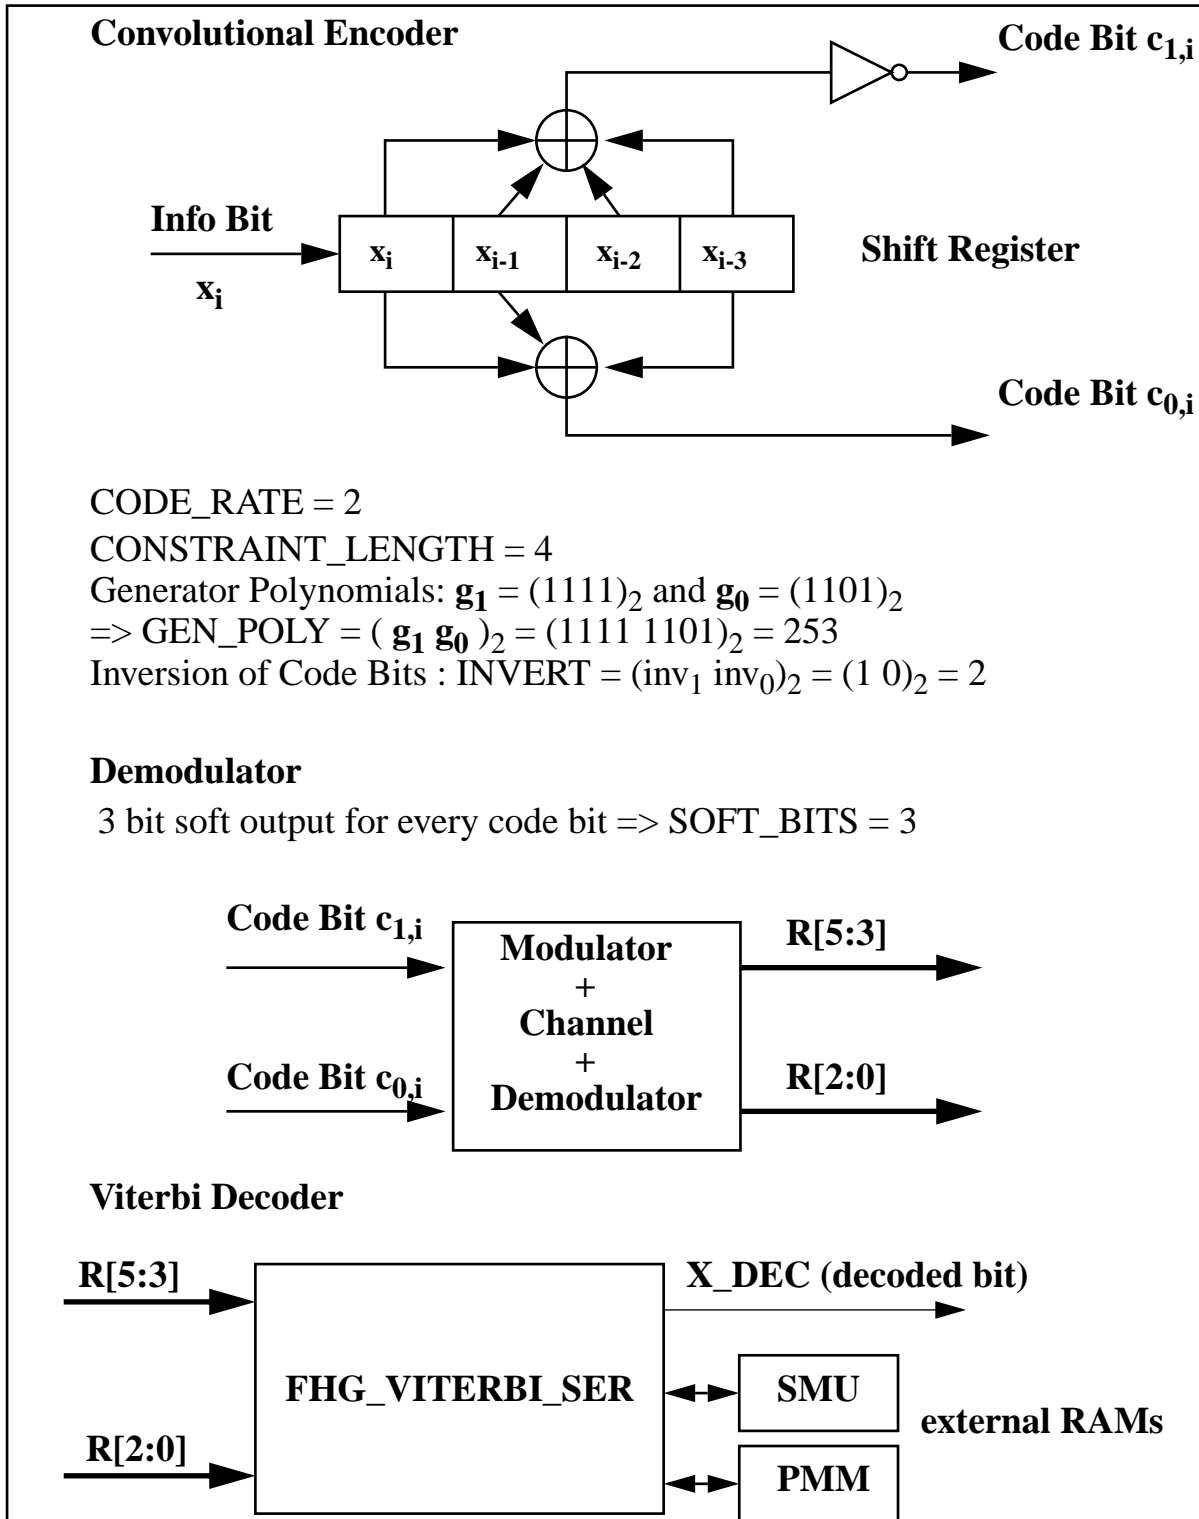 Convolutional Encoder
Code Bit c1,i
Info Bit
xi
xi xi-1 xi-2 xi-3
Shift Register
Code Bit c0,i
CODE_RATE = 2
CONSTRAINT_LENGTH = 4
Generator Polynomials: g1 = (1111)2 and g0 = (1101)2
=> GEN_POLY = ( g1 g0 )2 = (1111 1101)2 = 253
Inversion of Code Bits : INVERT = (inv1 inv0)2 = (1 0)2 = 2
Demodulator
3 bit soft output for every code bit => SOFT_BITS = 3
Code Bit c1,i
Code Bit c0,i
Modulator
+
Channel
+
Demodulator
R[5:3]
R[2:0]
Viterbi Decoder
R[5:3]
R[2:0]
FHG_VITERBI_SER
X_DEC (decoded bit)
SMU
PMM
external RAMs